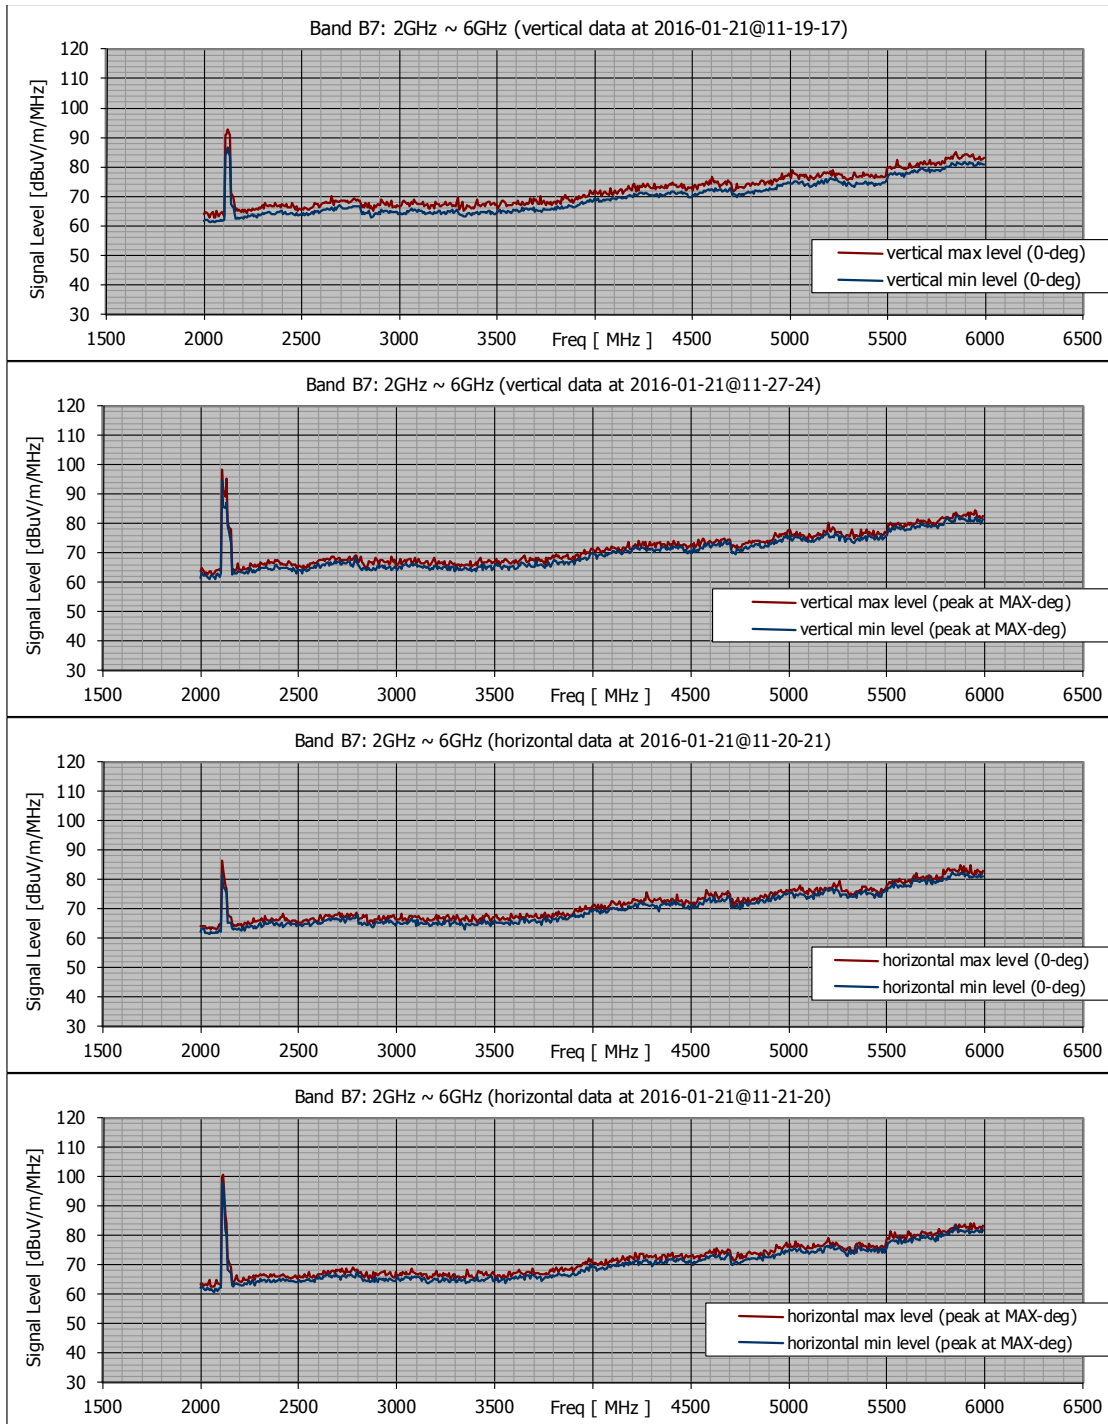 Band B7: 2GHz ~ 6GHz (vertical data at 2016-01-21@11-19-17)
Signal Level [dBuV/m/MHz]
120
110
100
90
80
70
60
50
40
30
vertical max level (0-deg)
vertical min level (0-deg)
1500 2000 2500 3000 3500 Freq [ MHz ] 4500 5000 5500 6000 6500
Band B7: 2GHz ~ 6GHz (vertical data at 2016-01-21@11-27-24)
Signal Level [dBuV/m/MHz]
120
110
100
90
80
70
60
50
40
30
vertical max level (peak at MAX-deg)
vertical min level (peak at MAX-deg)
1500 2000 2500 3000 3500 Freq [ MHz ] 4500 5000 5500 6000 6500
Band B7: 2GHz ~ 6GHz (horizontal data at 2016-01-21@11-20-21)
Signal Level [dBuV/m/MHz]
120
110
100
90
80
70
60
50
40
30
horizontal max level (0-deg)
horizontal min level (0-deg)
1500 2000 2500 3000 3500 Freq [ MHz ] 4500 5000 5500 6000 6500
Band B7: 2GHz ~ 6GHz (horizontal data at 2016-01-21@11-21-20)
Signal Level [dBuV/m/MHz]
120
110
100
90
80
70
60
50
40
30
horizontal max level (peak at MAX-deg)
horizontal min level (peak at MAX-deg)
1500 2000 2500 3000 3500 Freq [ MHz ] 4500 5000 5500 6000 6500